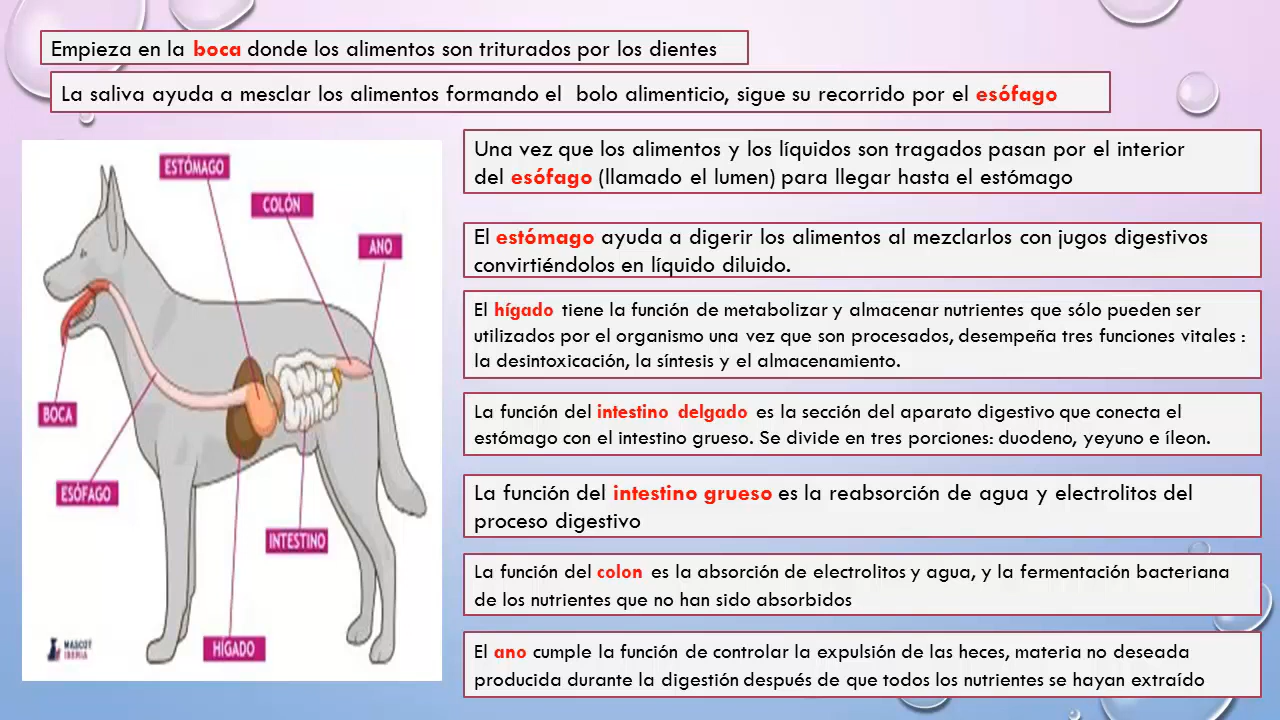 Empieza en la boca donde los alimentos son triturados por los dientes
La saliva ayuda a mesclar los alimentos formando el bolo alimenticio, sigue su recorrido por el esófago
ESTÓMAGO
COLÓN
ANO
BOCA
ESÓFAGO
INTESTINO
HÍGADO
MASCOT
IBERIA
Una vez que los alimentos y los líquidos son tragados pasan por el interior
del esófago (llamado el lumen) para llegar hasta el estómago
El estómago ayuda a digerir los alimentos al mezclarlos con jugos digestivos
convirtiéndolos en líquido diluido.
El hígado tiene la función de metabolizar y almacenar nutrientes que sólo pueden ser
utilizados por el organismo una vez que son procesados, desempeña tres funciones vitales :
la desintoxicación, la síntesis y el almacenamiento.
La función del intestino delgado es la sección del aparato digestivo que conecta el
estómago con el intestino grueso. Se divide en tres porciones: duodeno, yeyuno e íleon.
La función del intestino grueso es la reabsorción de agua y electrolitos del
proceso digestivo
La función del colon es la absorción de electrolitos y agua, y la fermentación bacteriana
de los nutrientes que no han sido absorbidos
El ano cumple la función de controlar la expulsión de las heces, materia no deseada
producida durante la digestión después de que todos los nutrientes se hayan extraído